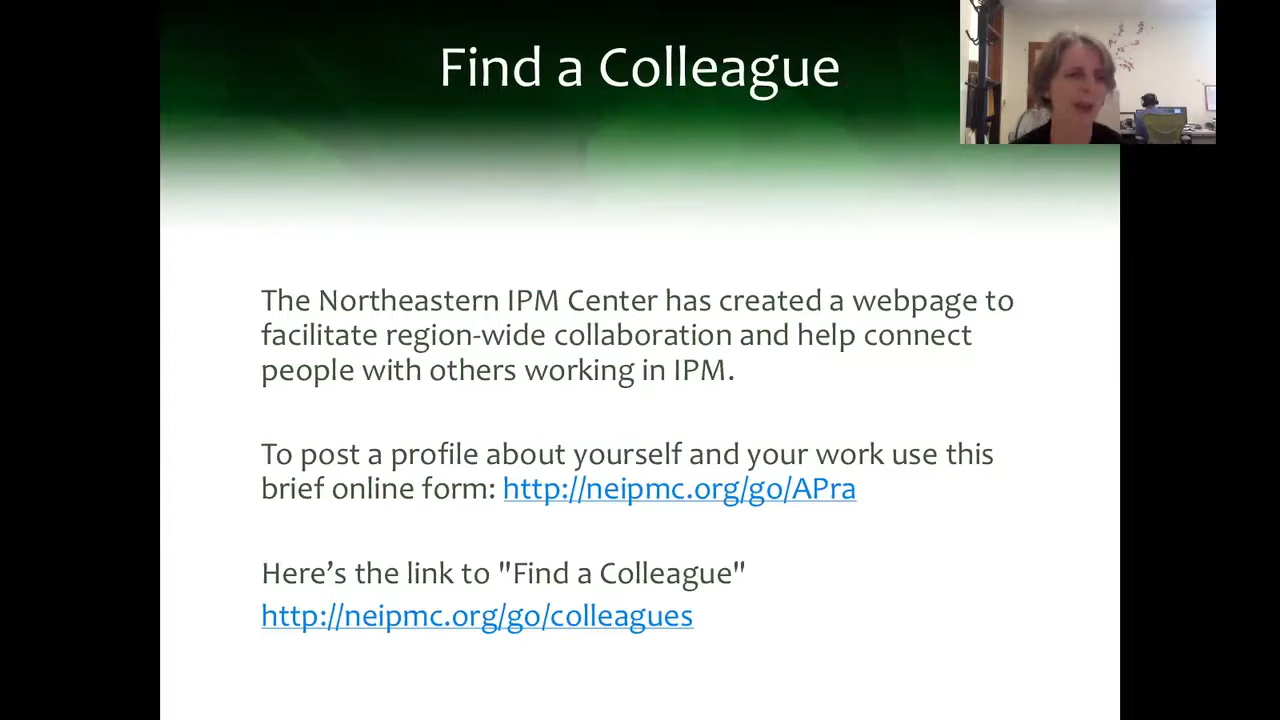 Find a Colleague
The Northeastern IPM Center has created a webpage to
facilitate region-wide collaboration and help connect
people with others working in IPM.
To post a profile about yourself and your work use this
brief online form: http://neipmc.org/go/APra
Here’s the link to "Find a Colleague"
http://neipmc.org/go/colleagues